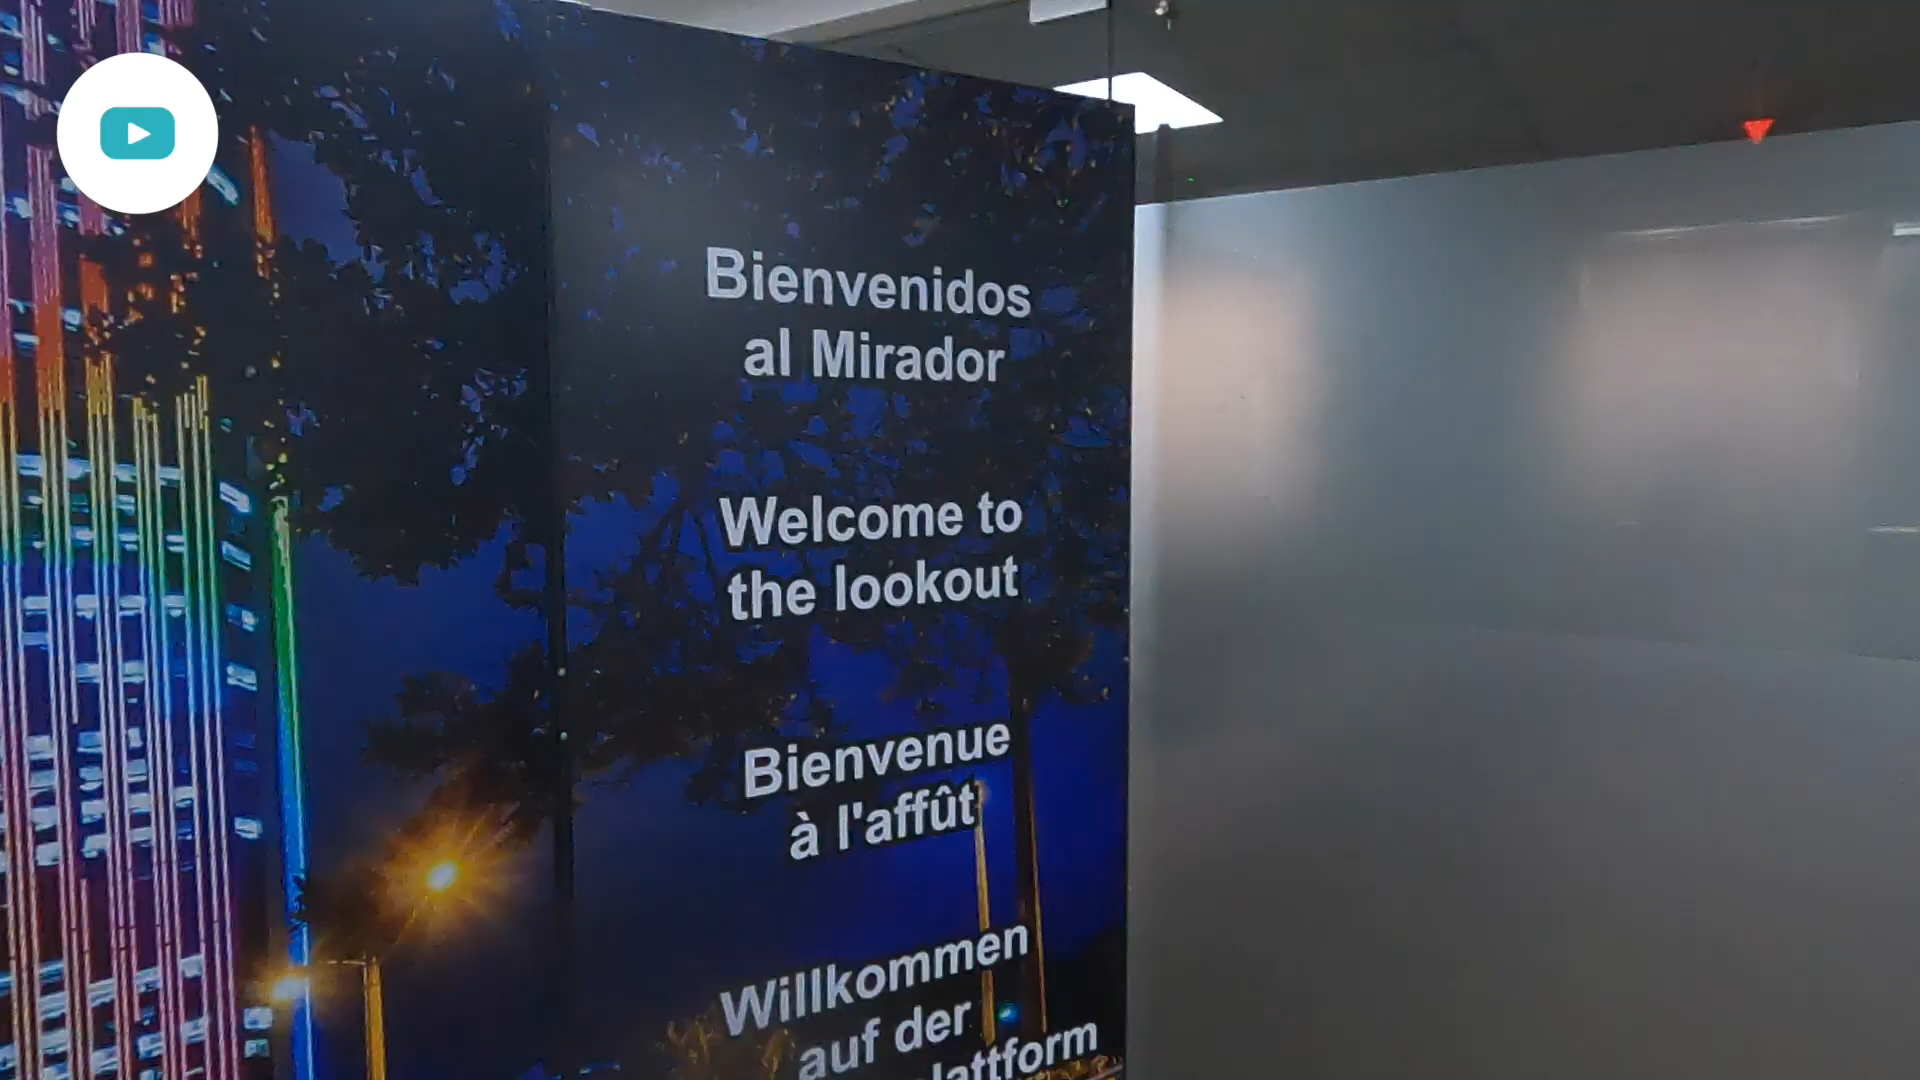 Bienvenidos
al Mirador
Welcome to
the lookout
Bienvenue
à l'affût
Willkommen
auf der